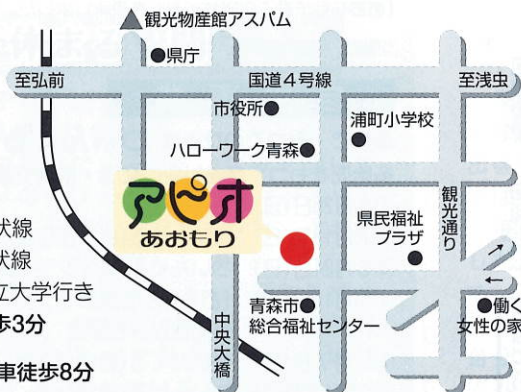 観光物産館アスパム
県庁
至弘前
国道4号線
至浅虫
市役所
浦町小学校
ハローワーク青森
アピオ
あおもり
観光通り
県民福祉
プラザ
伏線
伏線
立大学行き
歩3分
車徒歩8分
中央大橋
青森市
総合福祉センター
働く
女性の家